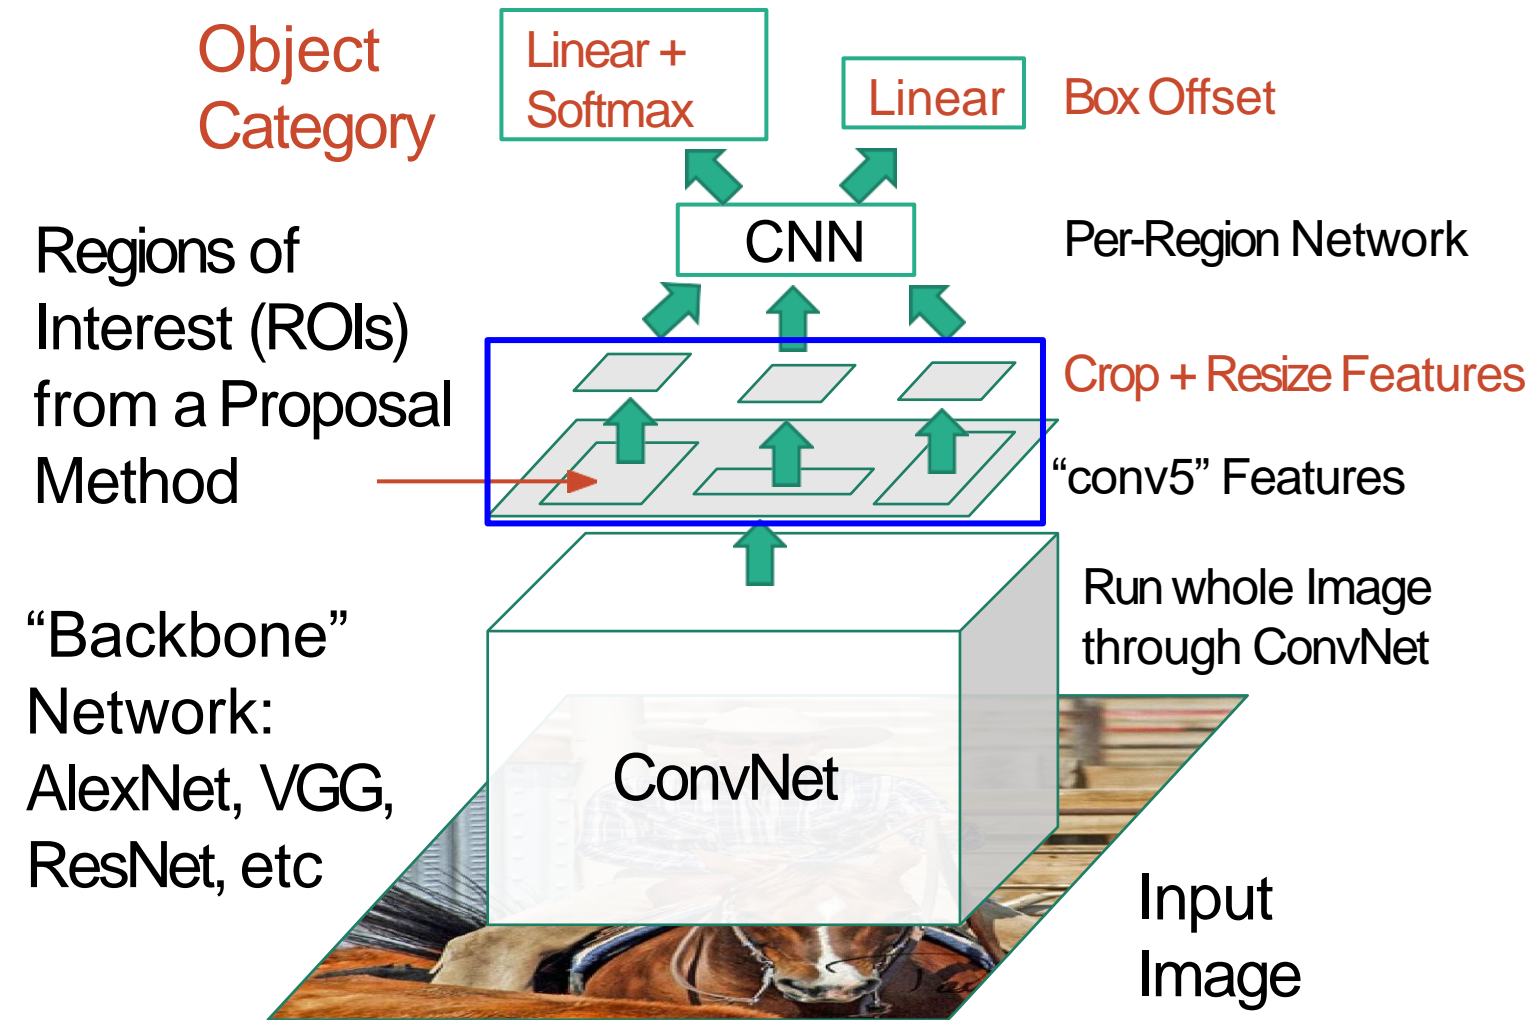 Object
Category
Linear +
Softmax
Linear
Box Offset
CNN
Per-Region Network
Regions of
Interest (ROIs)
from a Proposal
Method
Crop + Resize Features
“conv5” Features
Run whole Image
through ConvNet
“Backbone”
Network:
AlexNet, VGG,
ResNet, etc
ConvNet
Input
Image